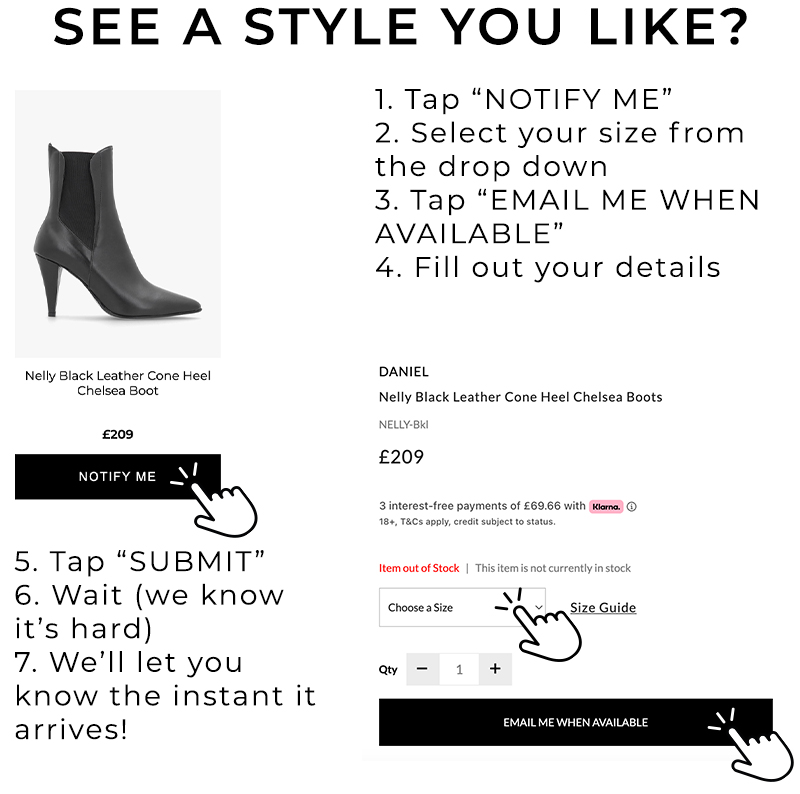 SEE A STYLE YOU LIKE?
1. Tap “NOTIFY ME”
2. Select your size from
the drop down
3. Tap “EMAIL ME WHEN
AVAILABLE”
4. Fill out your details
Nelly Black Leather Cone Heel
Chelsea Boot
£209
NOTIFY ME
DANIEL
Nelly Black Leather Cone Heel Chelsea Boots
NELLY-Bkl
£209
3 interest-free payments of £69.66 with Klarna. ⓘ
18+, T&Cs apply, credit subject to status.
Item out of Stock | This item is not currently in stock
Choose a Size
Size Guide
Qty − 1 +
EMAIL ME WHEN AVAILABLE
5. Tap “SUBMIT”
6. Wait (we know
it’s hard)
7. We’ll let you
know the instant it
arrives!